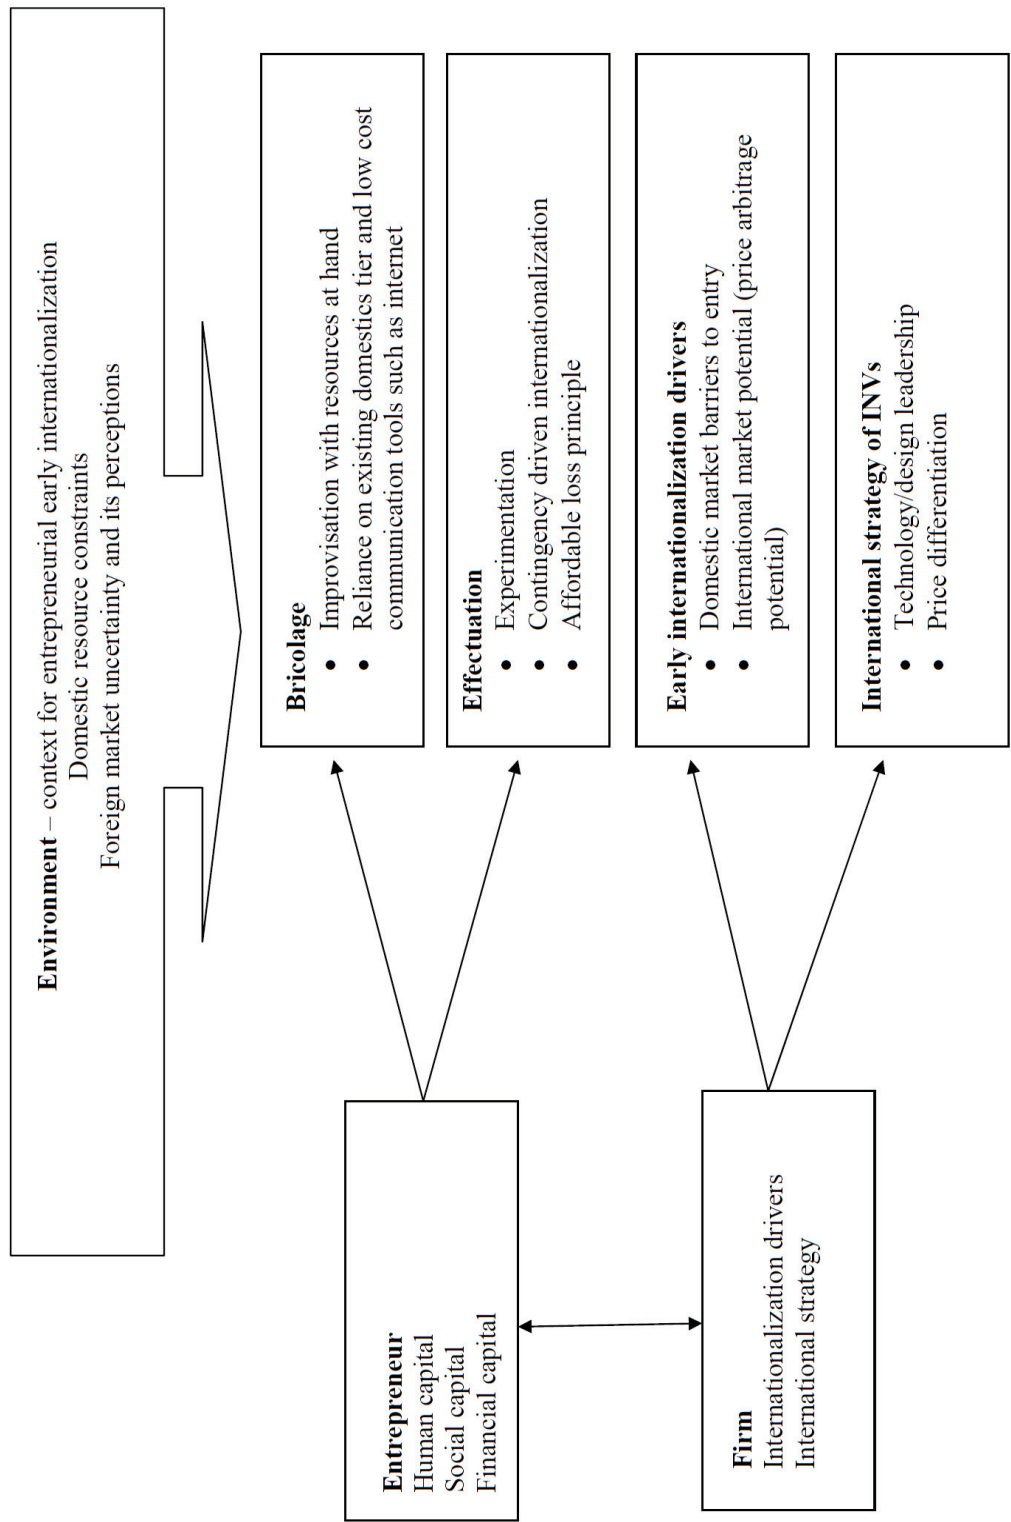 Environment – context for entrepreneurial early internationalization
Domestic resource constraints
Foreign market uncertainty and its perceptions
Entrepreneur
Human capital
Social capital
Financial capital
Firm
Internationalization drivers
International strategy
Bricolage
• Improvisation with resources at hand
• Reliance on existing domestics tier and low cost
communication tools such as internet
Effectuation
• Experimentation
• Contingency driven internationalization
• Affordable loss principle
Early internationalization drivers
• Domestic market barriers to entry
• International market potential (price arbitrage
potential)
International strategy of INVs
• Technology/design leadership
• Price differentiation